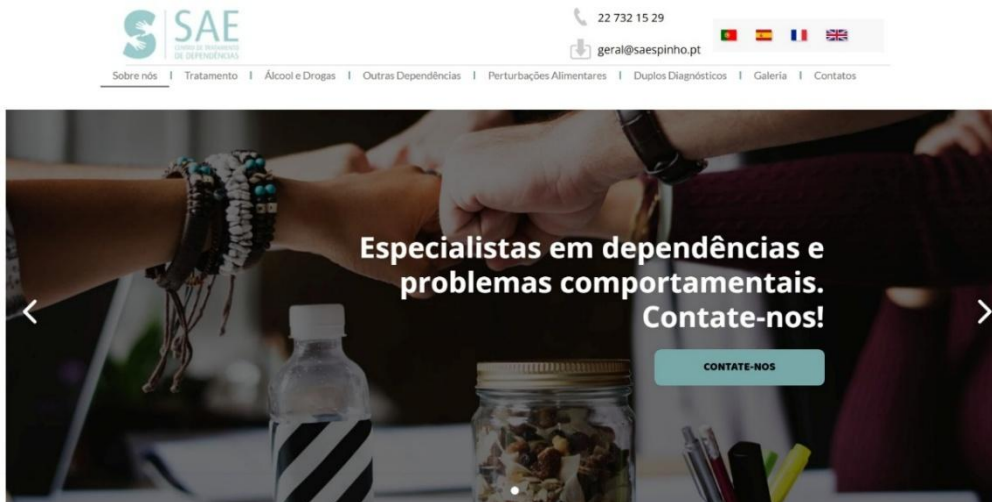 SAE
CENTRO DE TRATAMENTO
DE DEPENDÊNCIAS
22 732 15 29
geral@saespinho.pt
Sobre nós | Tratamento | Álcool e Drogas | Outras Dependências | Perturbações Alimentares | Duplos Diagnósticos | Galeria | Contatos
Especialistas em dependências e
problemas comportamentais.
Contate-nos!
CONTATE-NOS